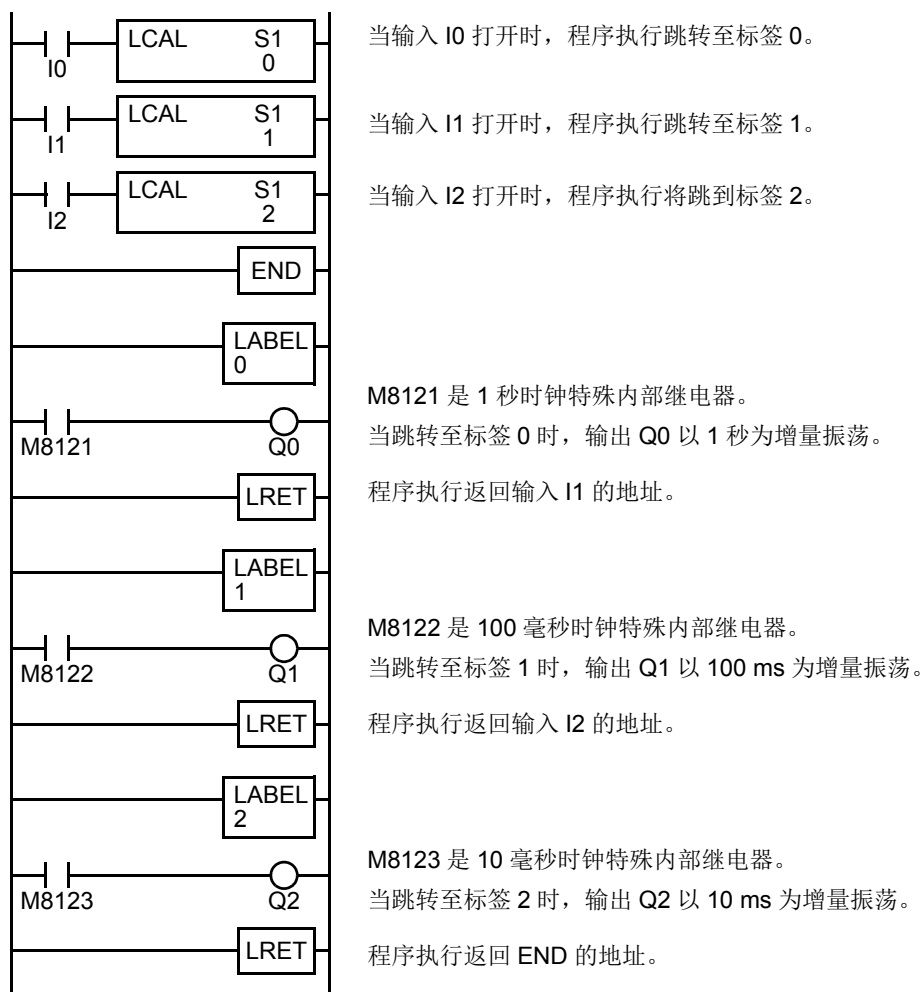 LCAL S1 当输入 I0 打开时，程序执行跳转至标签 0。
I0 0
LCAL S1 当输入 I1 打开时，程序执行跳转至标签 1。
I1 1
LCAL S1 当输入 I2 打开时，程序执行将跳到标签 2。
I2 2
END
LABEL
0
M8121 是 1 秒时钟特殊内部继电器。
M8121 Q0 当跳转至标签 0 时，输出 Q0 以 1 秒为增量振荡。
LRET 程序执行返回输入 I1 的地址。
LABEL
1
M8122 是 100 毫秒时钟特殊内部继电器。
M8122 Q1 当跳转至标签 1 时，输出 Q1 以 100 ms 为增量振荡。
LRET 程序执行返回输入 I2 的地址。
LABEL
2
M8123 是 10 毫秒时钟特殊内部继电器。
M8123 Q2 当跳转至标签 2 时，输出 Q2 以 10 ms 为增量振荡。
LRET 程序执行返回 END 的地址。